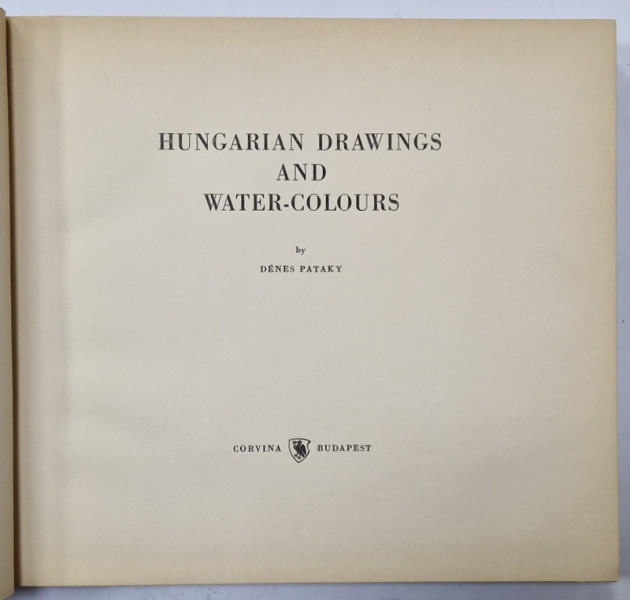 HUNGARIAN DRAWINGS
AND
WATER-COLOURS
by
DÉNES PATAKY
CORVINA BUDAPEST